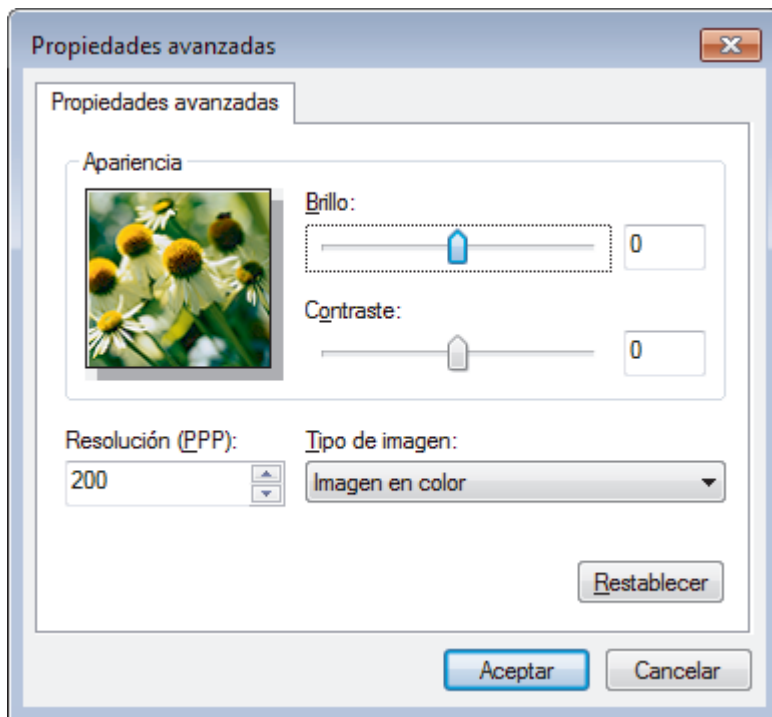 Propiedades avanzadas
Propiedades avanzadas
Apariencia
Brillo:
0
Contraste:
0
Resolución (PPP):
Tipo de imagen:
200
Imagen en color
Restablecer
Aceptar
Cancelar